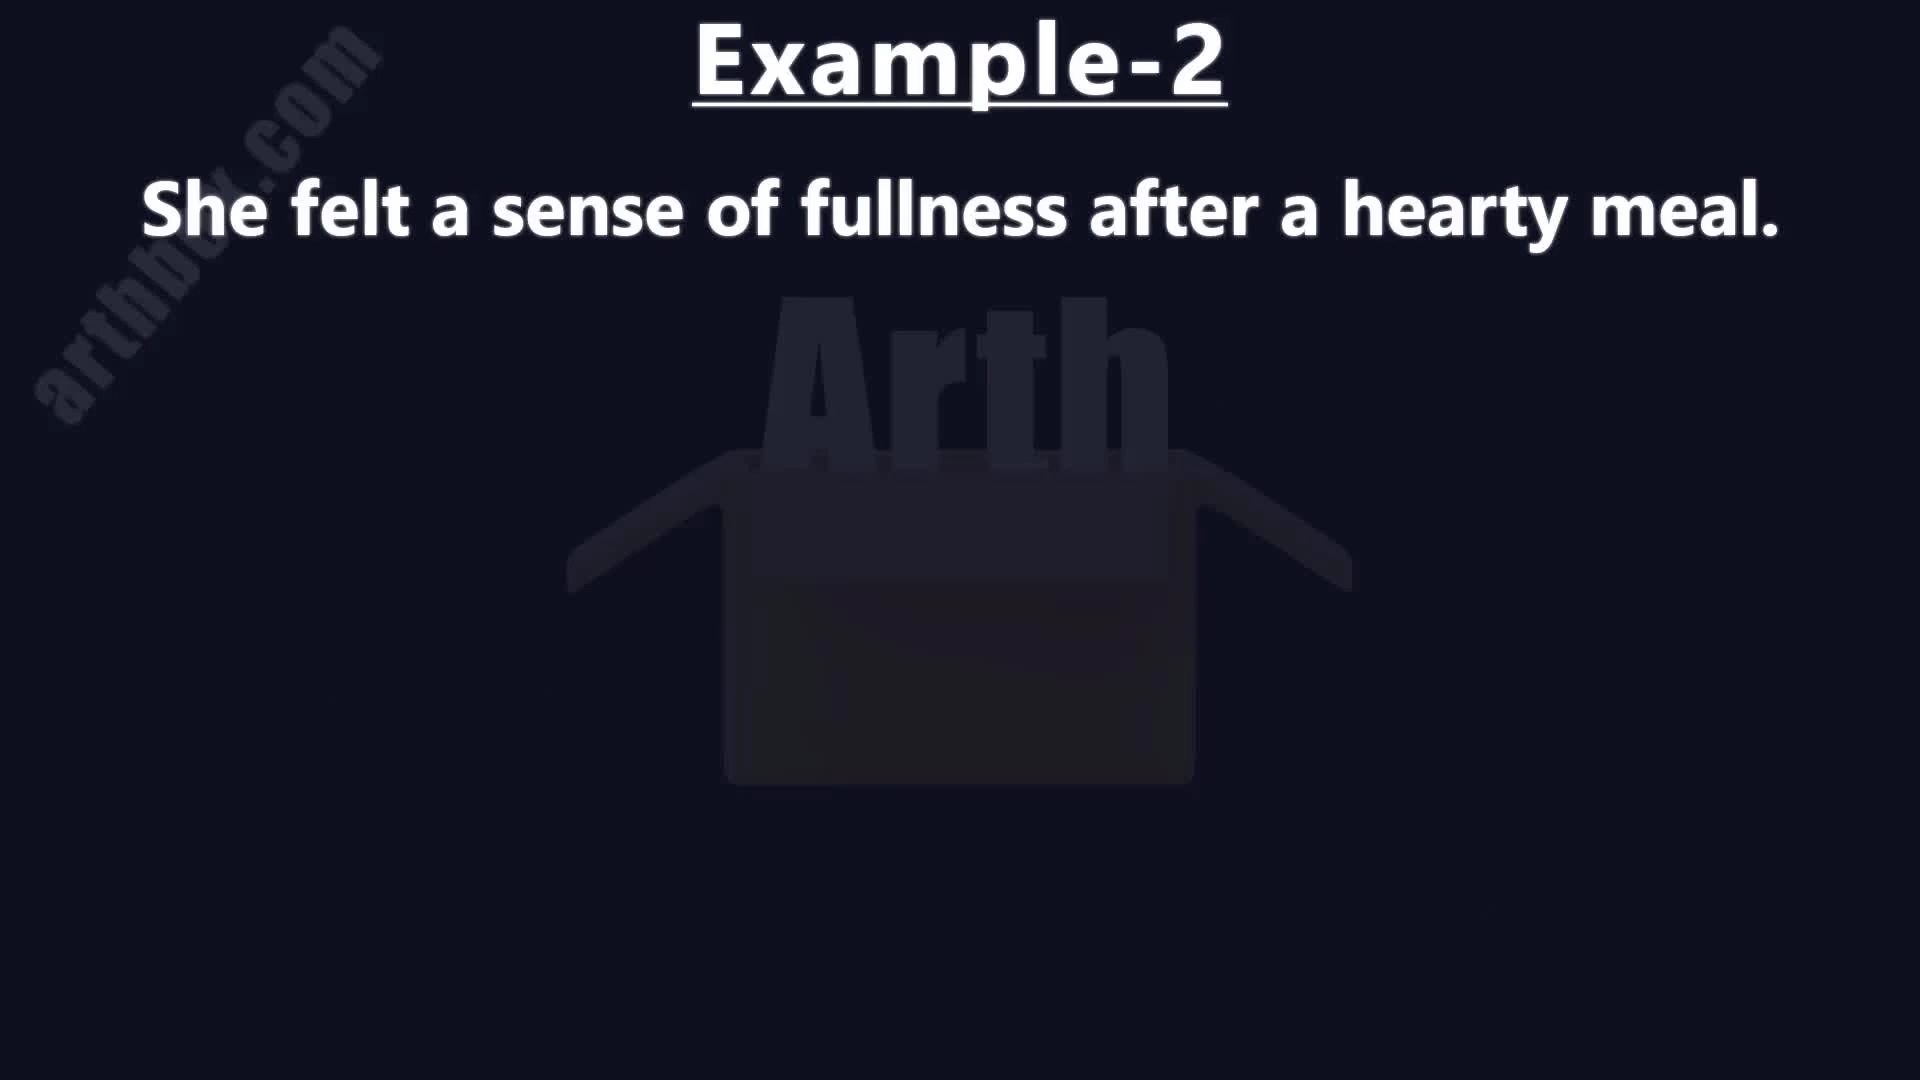 Example-2
She felt a sense of fullness after a hearty meal.
arthbox.com
Arth